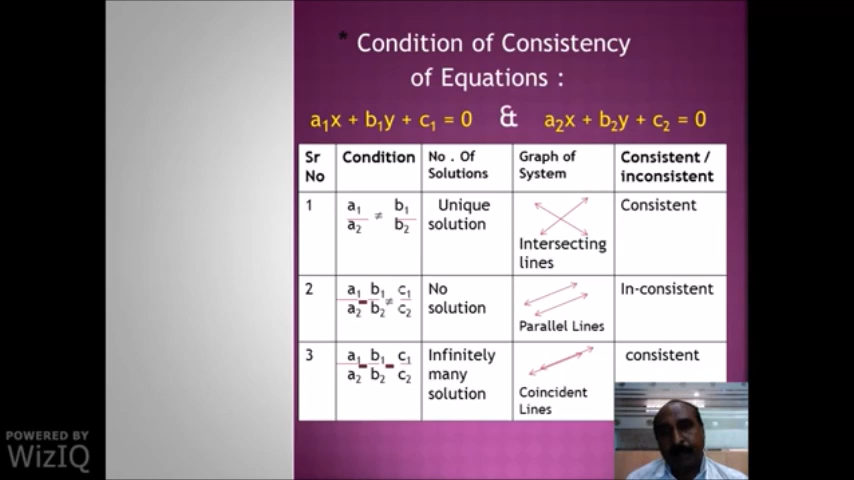 * Condition of Consistency
of Equations :
a₁x + b₁y + c₁ = 0 & a₂x + b₂y + c₂ = 0
Sr No | Condition | No . Of Solutions | Graph of System | Consistent / inconsistent
1 | a₁/a₂ ≠ b₁/b₂ | Unique solution | Intersecting lines | Consistent
2 | a₁/a₂ = b₁/b₂ ≠ c₁/c₂ | No solution | Parallel Lines | In-consistent
3 | a₁/a₂ = b₁/b₂ = c₁/c₂ | Infinitely many solution | Coincident Lines | consistent
POWERED BY
WizIQ